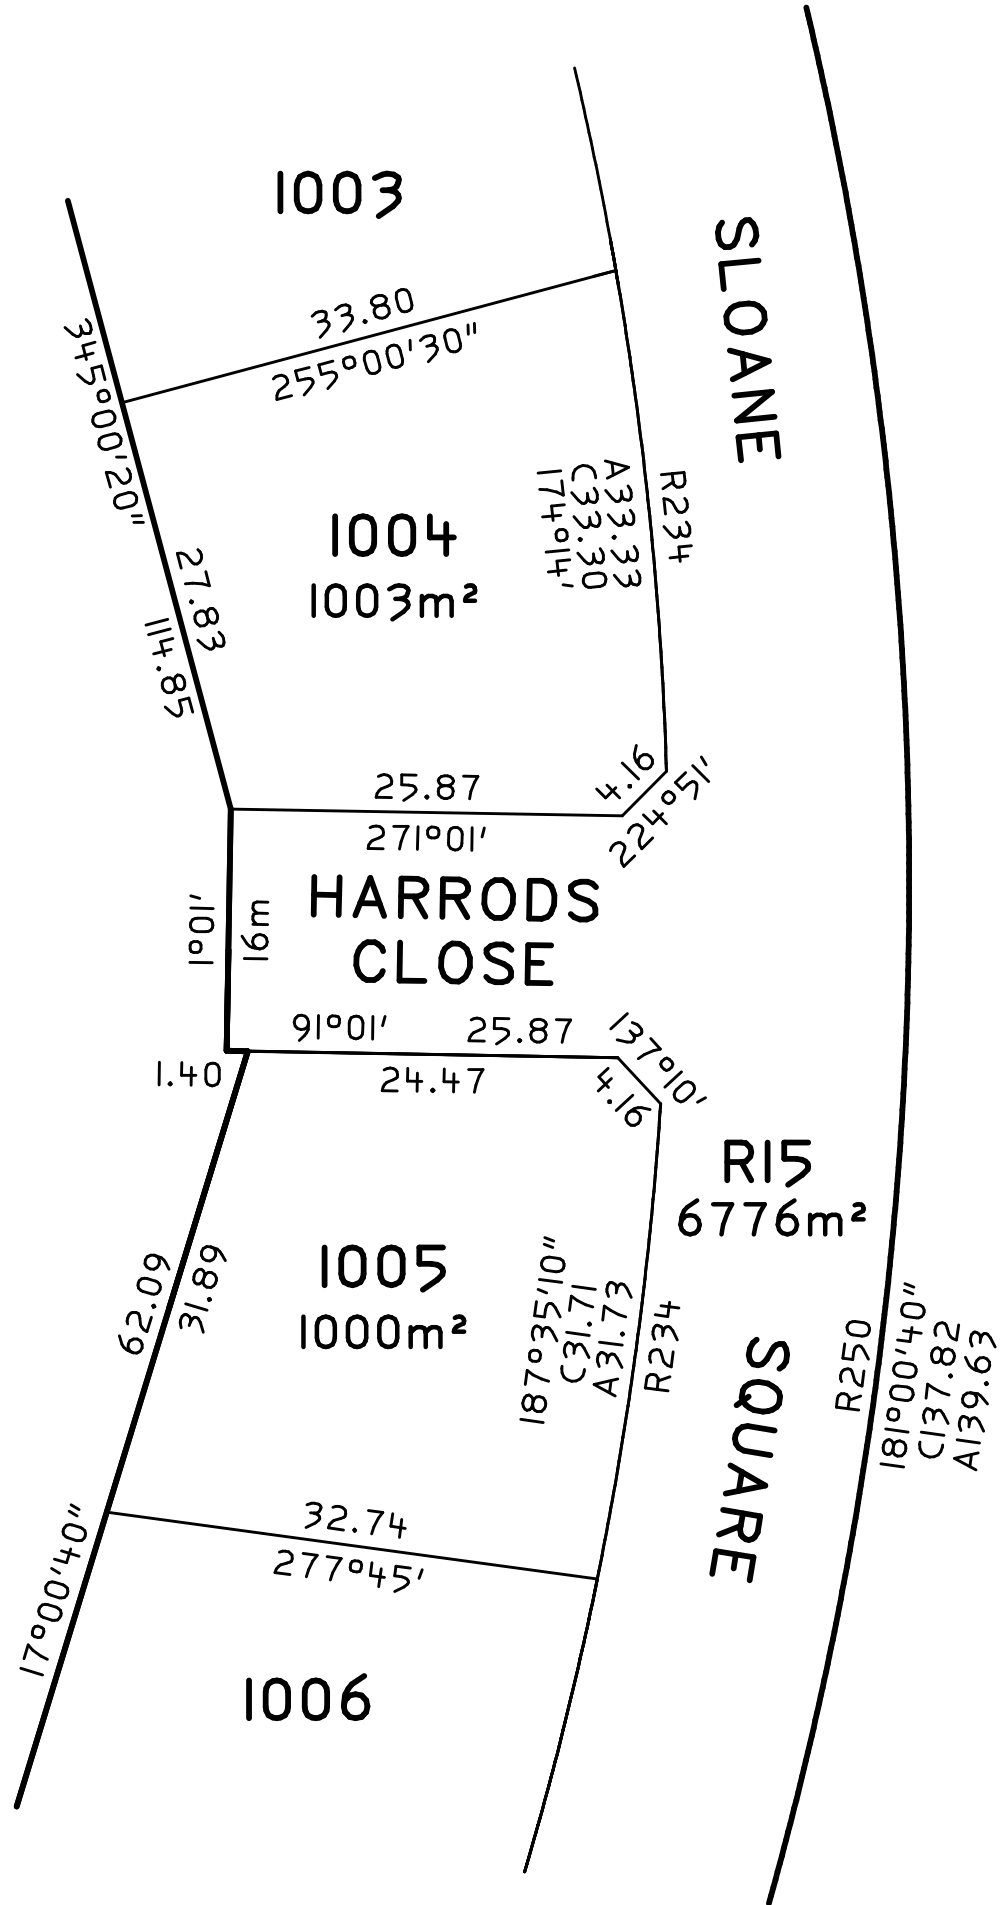 1003
SLOANE
33.80
255°00'30"
345°00'20"
27.83
114.85
1004
1003m²
A33.33
C33.30
174°14'
R234
25.87
271°01'
4.16
224°51'
HARRODS
CLOSE
1°01'
16m
91°01'
25.87
1.40
24.47
137°10'
4.16
R15
6776m²
62.09
31.89
1005
1000m²
187°35'10"
C31.71
A31.73
R234
SQUARE
R250
181°00'40"
C137.82
A139.63
17°00'40"
32.74
277°45'
1006